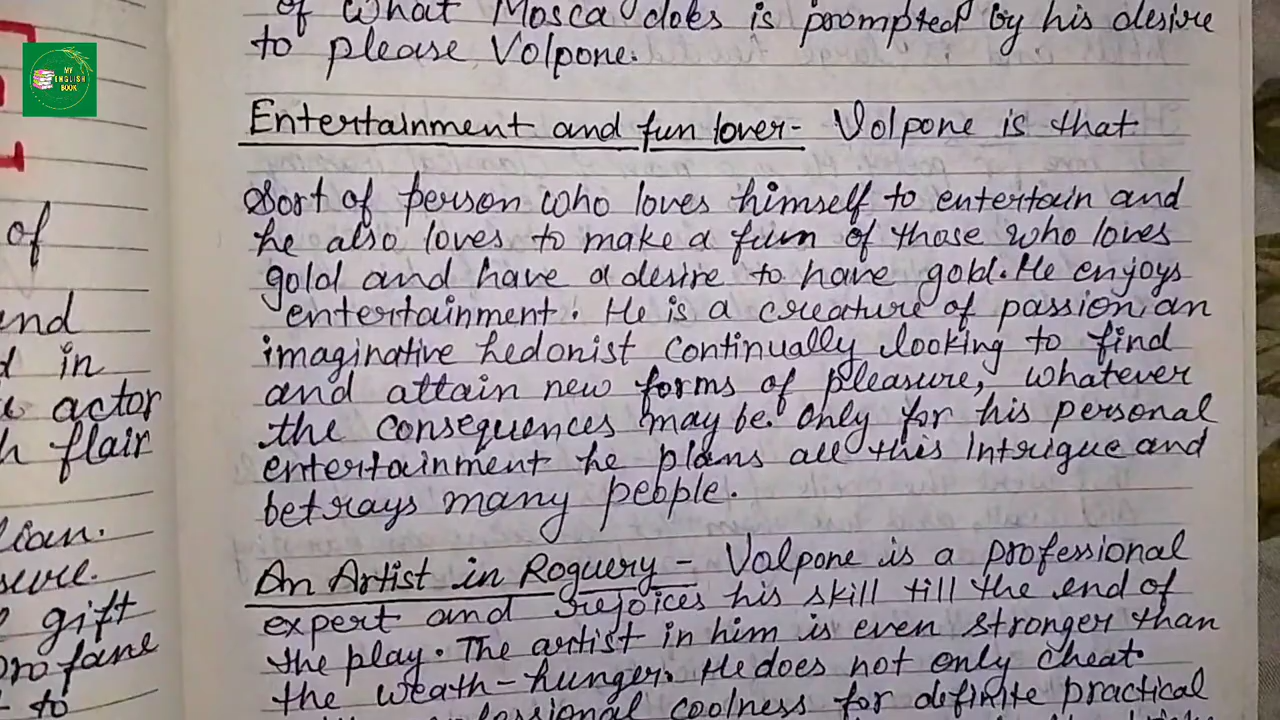 MY
ENGLISH
BOOK
of
and
d in
actor
flair
gift
profane
to
of what Mosca does is poompted by his desire
to please Volpone.
Entertainment and fun lover- Volpone is that
Sort of person who loves himself to entertain and
he also loves to make a fun of those who loves
gold and have a desire to have gold. He enjoys
entertainment. He is a creature of passion, an
imaginative hedonist continually looking to find
and attain new forms of pleasure, whatever
the consequences may be. Only for his personal
entertainment he plans all this Intrigue and
betrays many people.
An Artist in Roguery - Volpone is a professional
expert and rejoices his skill till the end of
the play. The artist in him is even stronger than
the weath-hunger. He does not only cheat
coolness for definite practical